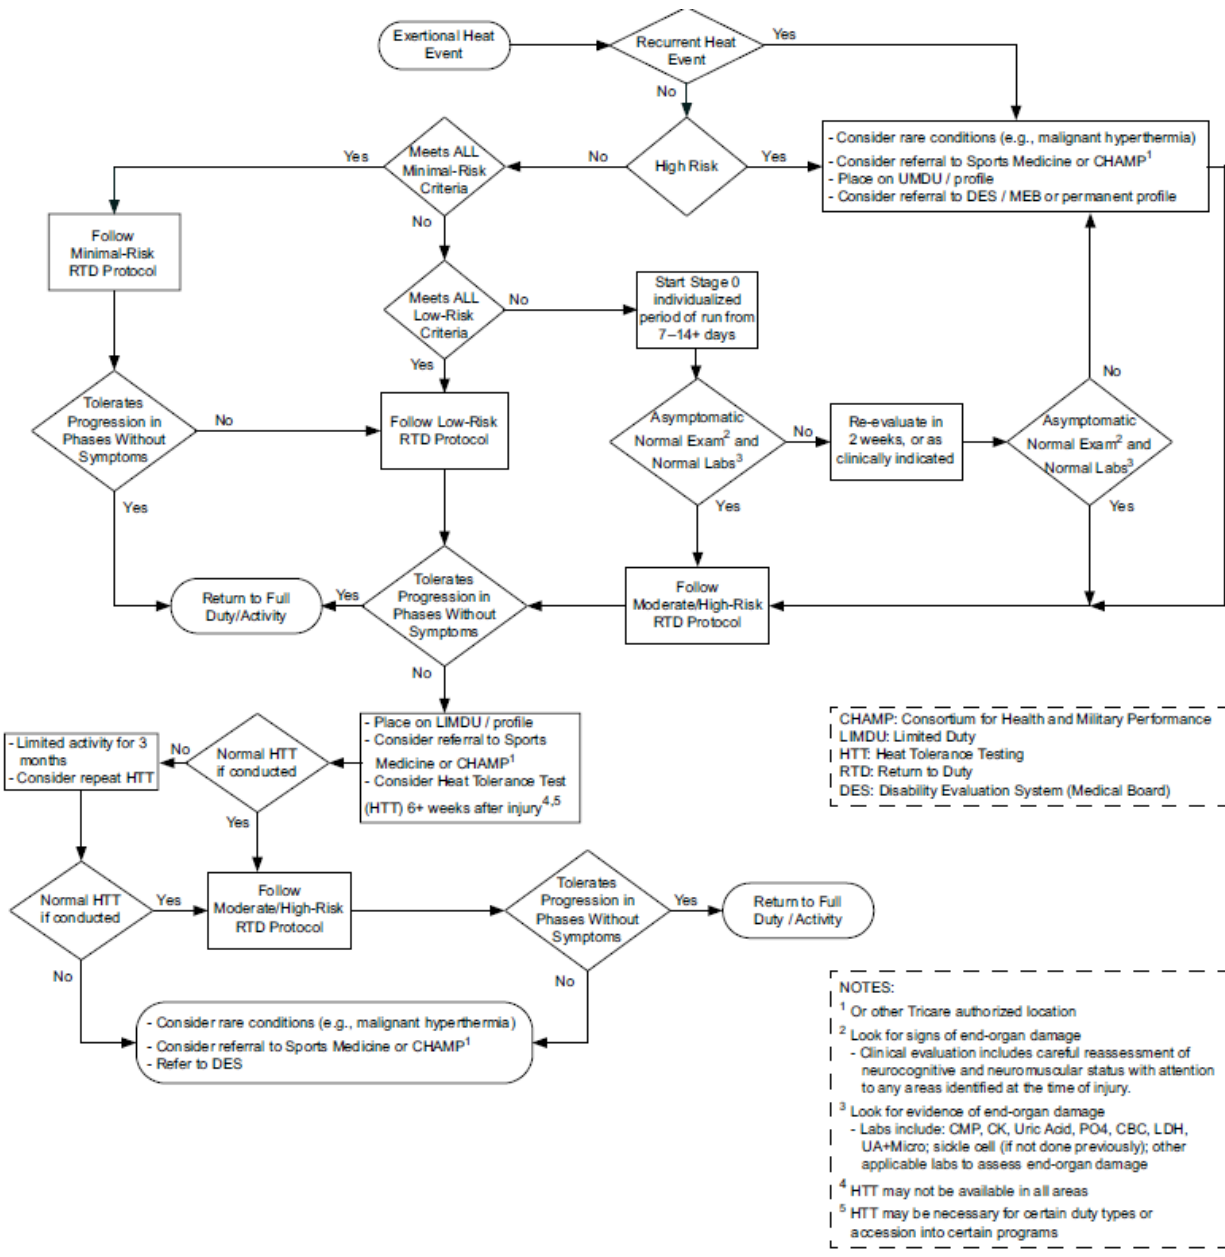 Exertional Heat
Event
Recurrent Heat
Event
Yes
No
High Risk
No
Yes
- Consider rare conditions (e.g., malignant hyperthermia)
- Consider referral to Sports Medicine or CHAMP¹
- Place on UMDU / profile
- Consider referral to DES / MEB or permanent profile
Meets ALL
Minimal-Risk
Criteria
Yes
No
Follow
Minimal-Risk
RTD Protocol
Meets ALL
Low-Risk
Criteria
No
Yes
Start Stage 0
individualized
period of run from
7–14+ days
Tolerates
Progression in
Phases Without
Symptoms
No
Yes
Follow Low-Risk
RTD Protocol
Asymptomatic
Normal Exam² and
Normal Labs³
No
Yes
Re-evaluate in
2 weeks, or as
clinically indicated
Asymptomatic
Normal Exam² and
Normal Labs³
No
Yes
Return to Full
Duty/Activity
Yes
Tolerates
Progression in
Phases Without
Symptoms
No
Follow
Moderate/High-Risk
RTD Protocol
- Limited activity for 3
months
- Consider repeat HTT
No
Normal HTT
if conducted
Yes
- Place on LIMDU / profile
- Consider referral to Sports
Medicine or CHAMP¹
- Consider Heat Tolerance Test
(HTT) 6+ weeks after injury⁴,⁵
CHAMP: Consortium for Health and Military Performance
LIMDU: Limited Duty
HTT: Heat Tolerance Testing
RTD: Return to Duty
DES: Disability Evaluation System (Medical Board)
Normal HTT
if conducted
Yes
No
Follow
Moderate/High-Risk
RTD Protocol
Tolerates
Progression in
Phases Without
Symptoms
Yes
No
Return to Full
Duty / Activity
- Consider rare conditions (e.g., malignant hyperthermia)
- Consider referral to Sports Medicine or CHAMP¹
- Refer to DES
NOTES:
¹ Or other Tricare authorized location
² Look for signs of end-organ damage
- Clinical evaluation includes careful reassessment of
neurocognitive and neuromuscular status with attention
to any areas identified at the time of injury.
³ Look for evidence of end-organ damage
- Labs include: CMP, CK, Uric Acid, PO4, CBC, LDH,
UA+Micro; sickle cell (if not done previously); other
applicable labs to assess end-organ damage
⁴ HTT may not be available in all areas
⁵ HTT may be necessary for certain duty types or
accession into certain programs